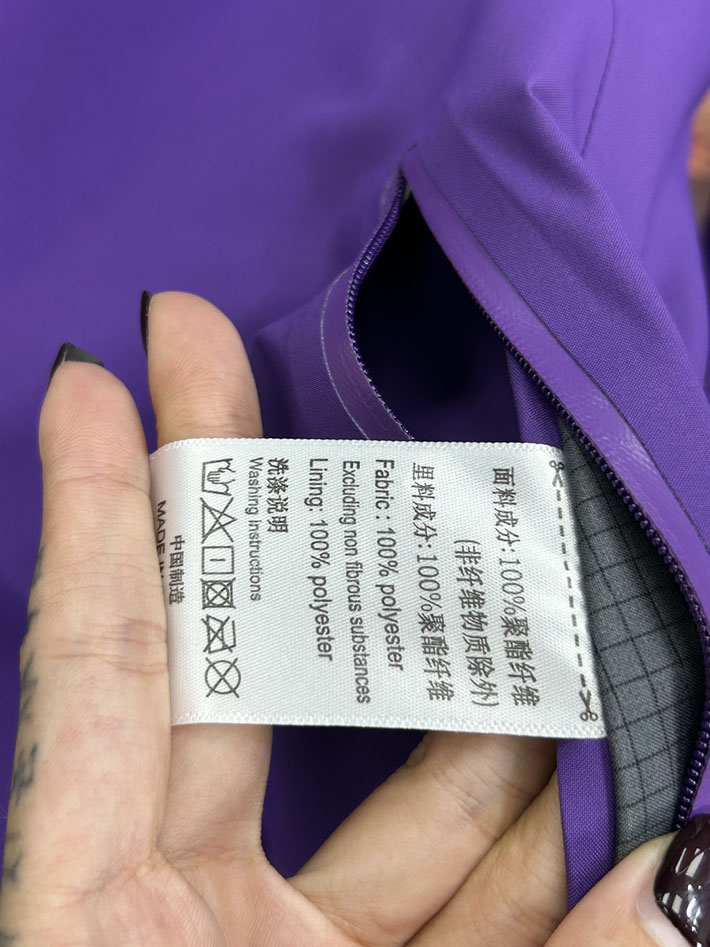 面料成分:100%聚酯纤维
(非纤维物质除外)
里料成分:100%聚酯纤维
Fabric : 100% polyester
Excluding non fibrous substances
Lining: 100% polyester
洗涤说明
Washing instructions
中国制造
MADE